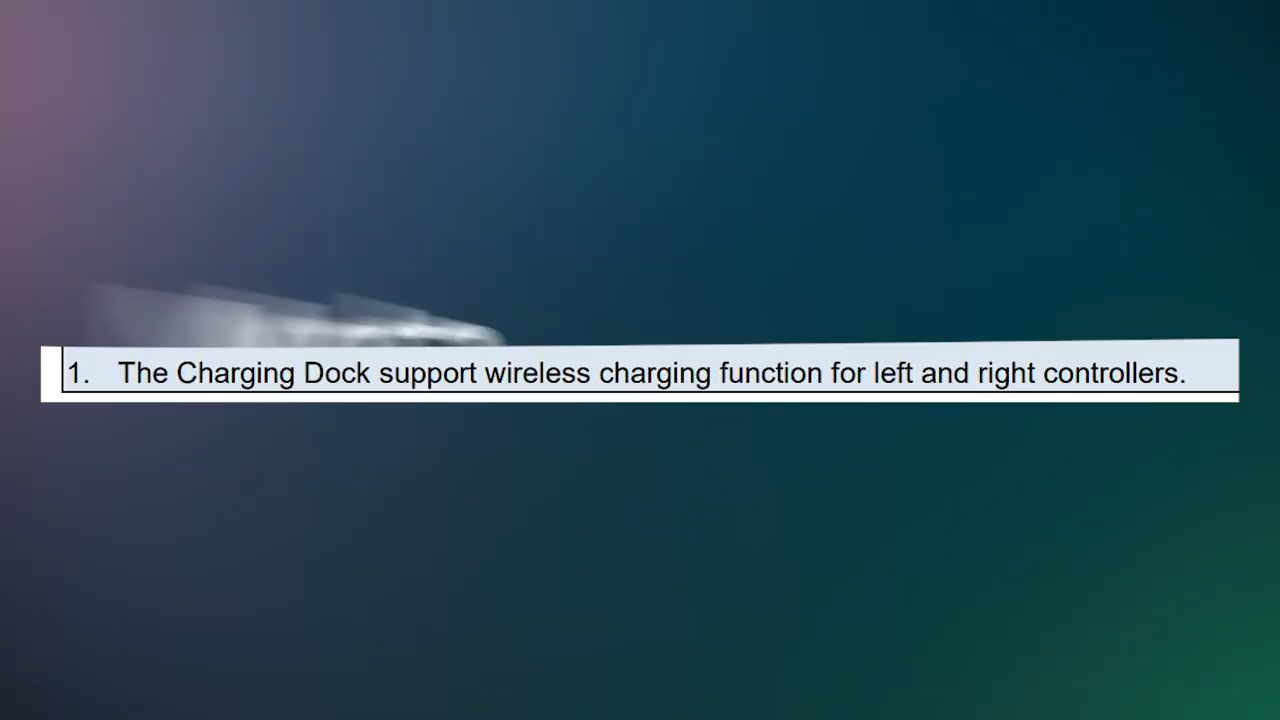 1. The Charging Dock support wireless charging function for left and right controllers.